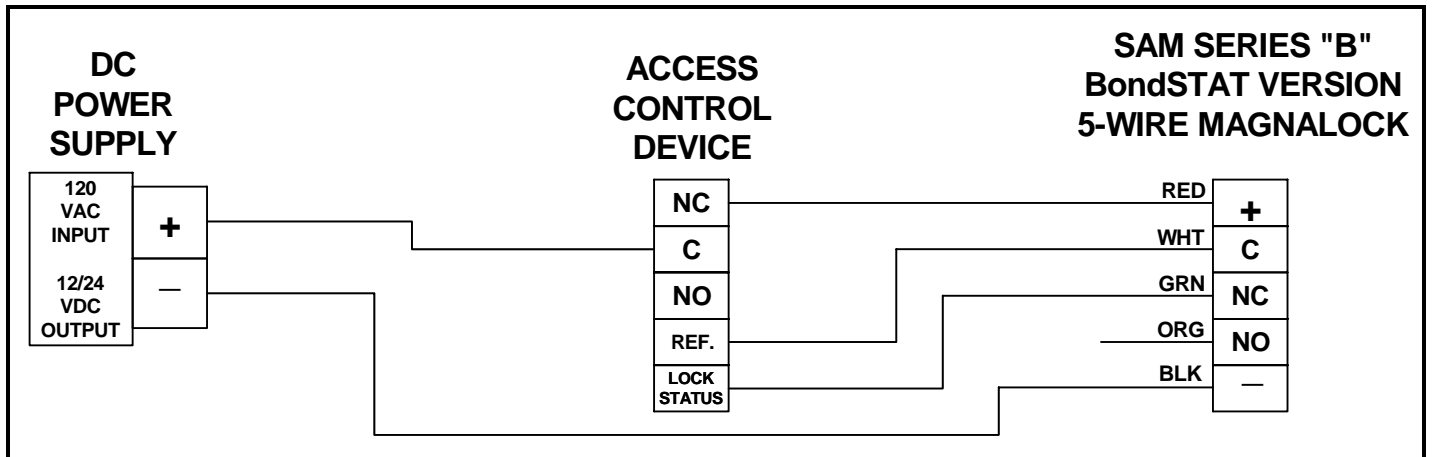 DC
POWER
SUPPLY
120
VAC
INPUT
12/24
VDC
OUTPUT
+
—
ACCESS
CONTROL
DEVICE
NC
C
NO
REF.
LOCK
STATUS
SAM SERIES "B"
BondSTAT VERSION
5-WIRE MAGNALOCK
RED +
WHT C
GRN NC
ORG NO
BLK —